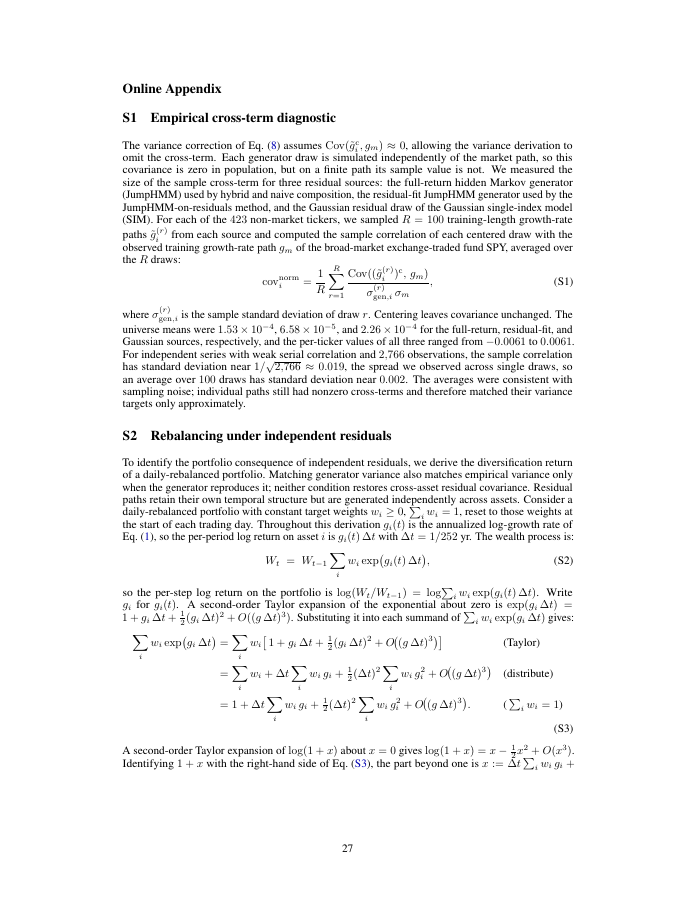 Online Appendix
S1 Empirical cross-term diagnostic
The variance correction of Eq. (8) assumes Cov(g̃ᵢᶜ, gₘ) ≈ 0, allowing the variance derivation to
omit the cross-term. Each generator draw is simulated independently of the market path, so this
covariance is zero in population, but on a finite path its sample value is not. We measured the
size of the sample cross-term for three residual sources: the full-return hidden Markov generator
(JumpHMM) used by hybrid and naive composition, the residual-fit JumpHMM generator used by the
JumpHMM-on-residuals method, and the Gaussian residual draw of the Gaussian single-index model
(SIM). For each of the 423 non-market tickers, we sampled R = 100 training-length growth-rate
paths g̃ᵢ⁽ʳ⁾ from each source and computed the sample correlation of each centered draw with the
observed training growth-rate path gₘ of the broad-market exchange-traded fund SPY, averaged over
the R draws:
covᵢⁿᵒʳᵐ = (1/R) ∑_{r=1}^{R} Cov((g̃ᵢ⁽ʳ⁾)ᶜ, gₘ) / (σ_{gen,i}^{(r)} σₘ), (S1)
where σ_{gen,i}^{(r)} is the sample standard deviation of draw r. Centering leaves covariance unchanged. The
universe means were 1.53 × 10⁻⁴, 6.58 × 10⁻⁵, and 2.26 × 10⁻⁴ for the full-return, residual-fit, and
Gaussian sources, respectively, and the per-ticker values of all three ranged from −0.0061 to 0.0061.
For independent series with weak serial correlation and 2,766 observations, the sample correlation
has standard deviation near 1/√2,766 ≈ 0.019, the spread we observed across single draws, so
an average over 100 draws has standard deviation near 0.002. The averages were consistent with
sampling noise; individual paths still had nonzero cross-terms and therefore matched their variance
targets only approximately.
S2 Rebalancing under independent residuals
To identify the portfolio consequence of independent residuals, we derive the diversification return
of a daily-rebalanced portfolio. Matching generator variance also matches empirical variance only
when the generator reproduces it; neither condition restores cross-asset residual covariance. Residual
paths retain their own temporal structure but are generated independently across assets. Consider a
daily-rebalanced portfolio with constant target weights wᵢ ≥ 0, ∑ᵢ wᵢ = 1, reset to those weights at
the start of each trading day. Throughout this derivation gᵢ(t) is the annualized log-growth rate of
Eq. (1), so the per-period log return on asset i is gᵢ(t) Δt with Δt = 1/252 yr. The wealth process is:
Wₜ = Wₜ₋₁ ∑ᵢ wᵢ exp(gᵢ(t) Δt), (S2)
so the per-step log return on the portfolio is log(Wₜ/Wₜ₋₁) = log∑ᵢ wᵢ exp(gᵢ(t) Δt). Write
gᵢ for gᵢ(t). A second-order Taylor expansion of the exponential about zero is exp(gᵢ Δt) =
1 + gᵢ Δt + ½(gᵢ Δt)² + O((g Δt)³). Substituting it into each summand of ∑ᵢ wᵢ exp(gᵢ Δt) gives:
∑ᵢ wᵢ exp(gᵢ Δt) = ∑ᵢ wᵢ[1 + gᵢ Δt + ½(gᵢ Δt)² + O((g Δt)³)] (Taylor)
= ∑ᵢ wᵢ + Δt ∑ᵢ wᵢ gᵢ + ½(Δt)² ∑ᵢ wᵢ gᵢ² + O((g Δt)³) (distribute)
= 1 + Δt ∑ᵢ wᵢ gᵢ + ½(Δt)² ∑ᵢ wᵢ gᵢ² + O((g Δt)³). (∑ᵢ wᵢ = 1)
(S3)
A second-order Taylor expansion of log(1 + x) about x = 0 gives log(1 + x) = x − ½x² + O(x³).
Identifying 1 + x with the right-hand side of Eq. (S3), the part beyond one is x := Δt ∑ᵢ wᵢ gᵢ +
27